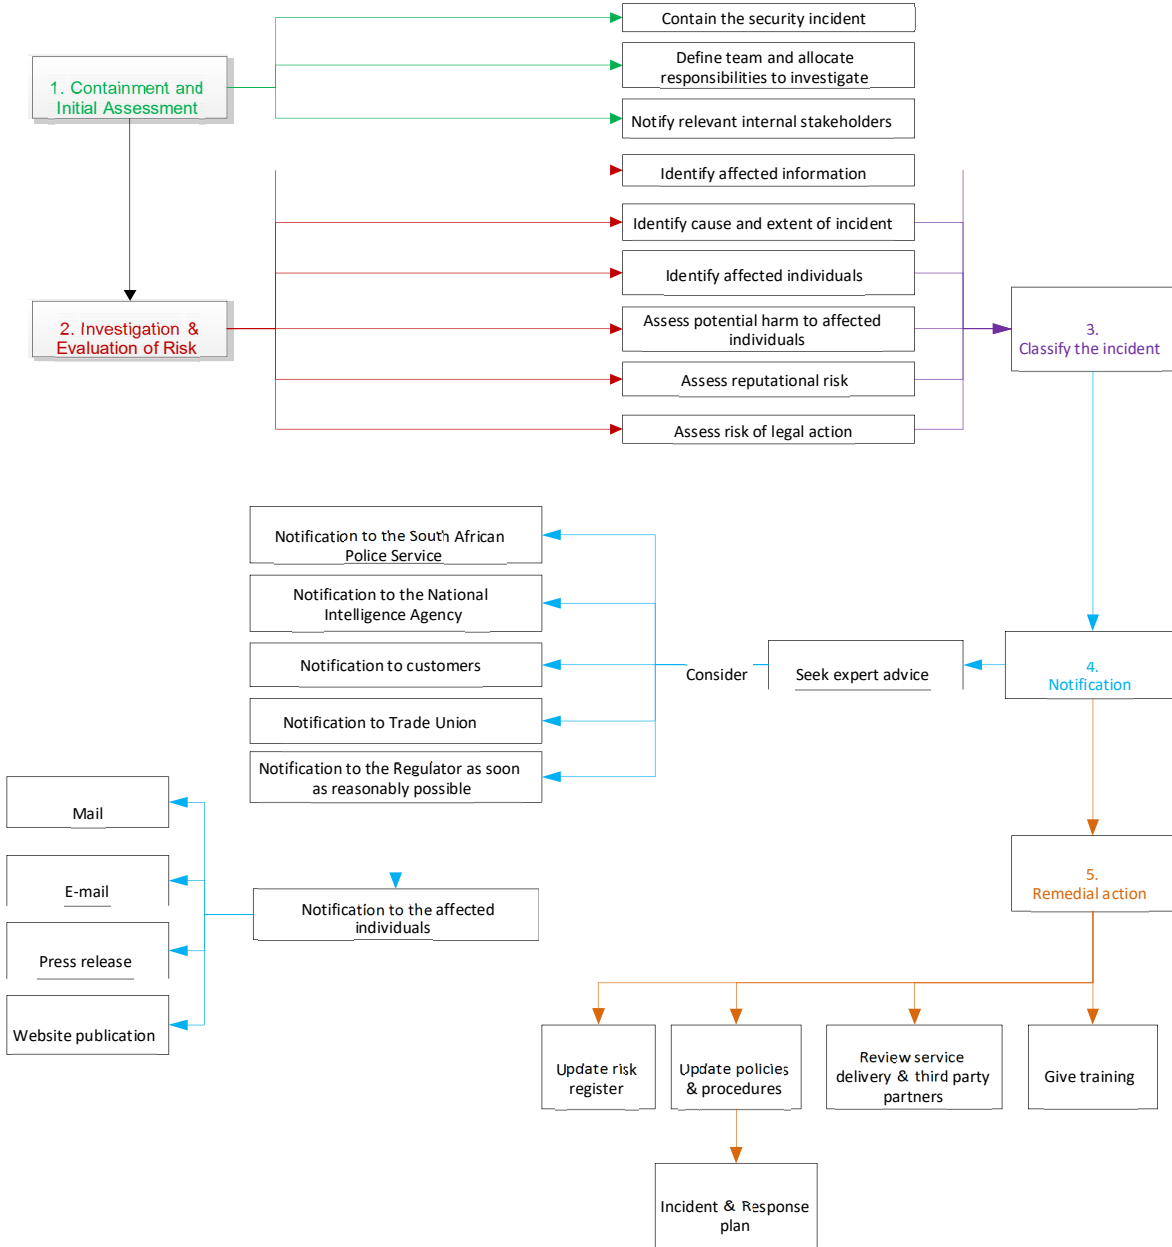 Contain the security incident
Define team and allocate
responsibilities to investigate
1. Containment and
Initial Assessment
Notify relevant internal stakeholders
Identify affected information
Identify cause and extent of incident
Identify affected individuals
2. Investigation &
Evaluation of Risk
Assess potential harm to affected
individuals
3.
Classify the incident
Assess reputational risk
Assess risk of legal action
Notification to the South African
Police Service
Notification to the National
Intelligence Agency
Notification to customers
Consider
Seek expert advice
4.
Notification
Notification to Trade Union
Notification to the Regulator as soon
as reasonably possible
Mail
E-mail
Notification to the affected
individuals
5.
Remedial action
Press release
Website publication
Update risk
register
Update policies
& procedures
Review service
delivery & third party
partners
Give training
Incident & Response
plan